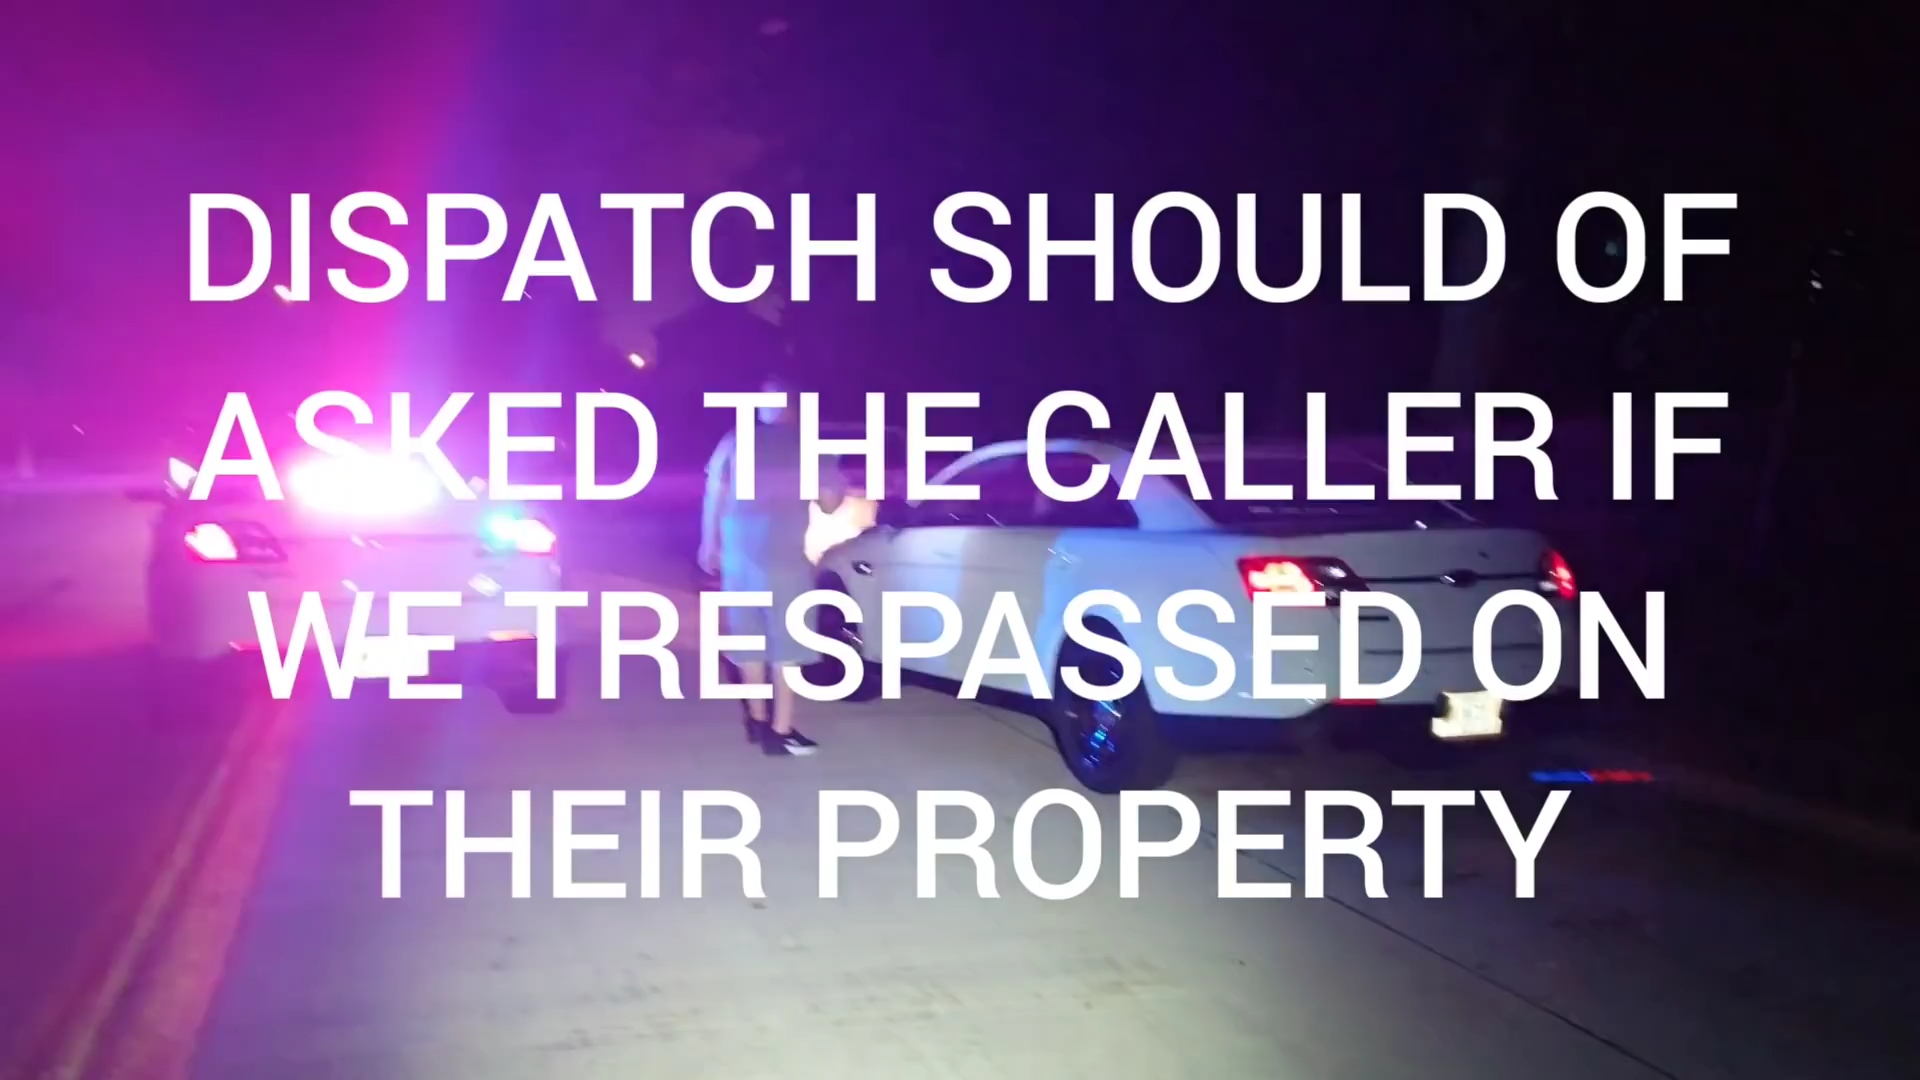 DISPATCH SHOULD OF
ASKED THE CALLER IF
WE TRESPASSED ON
THEIR PROPERTY